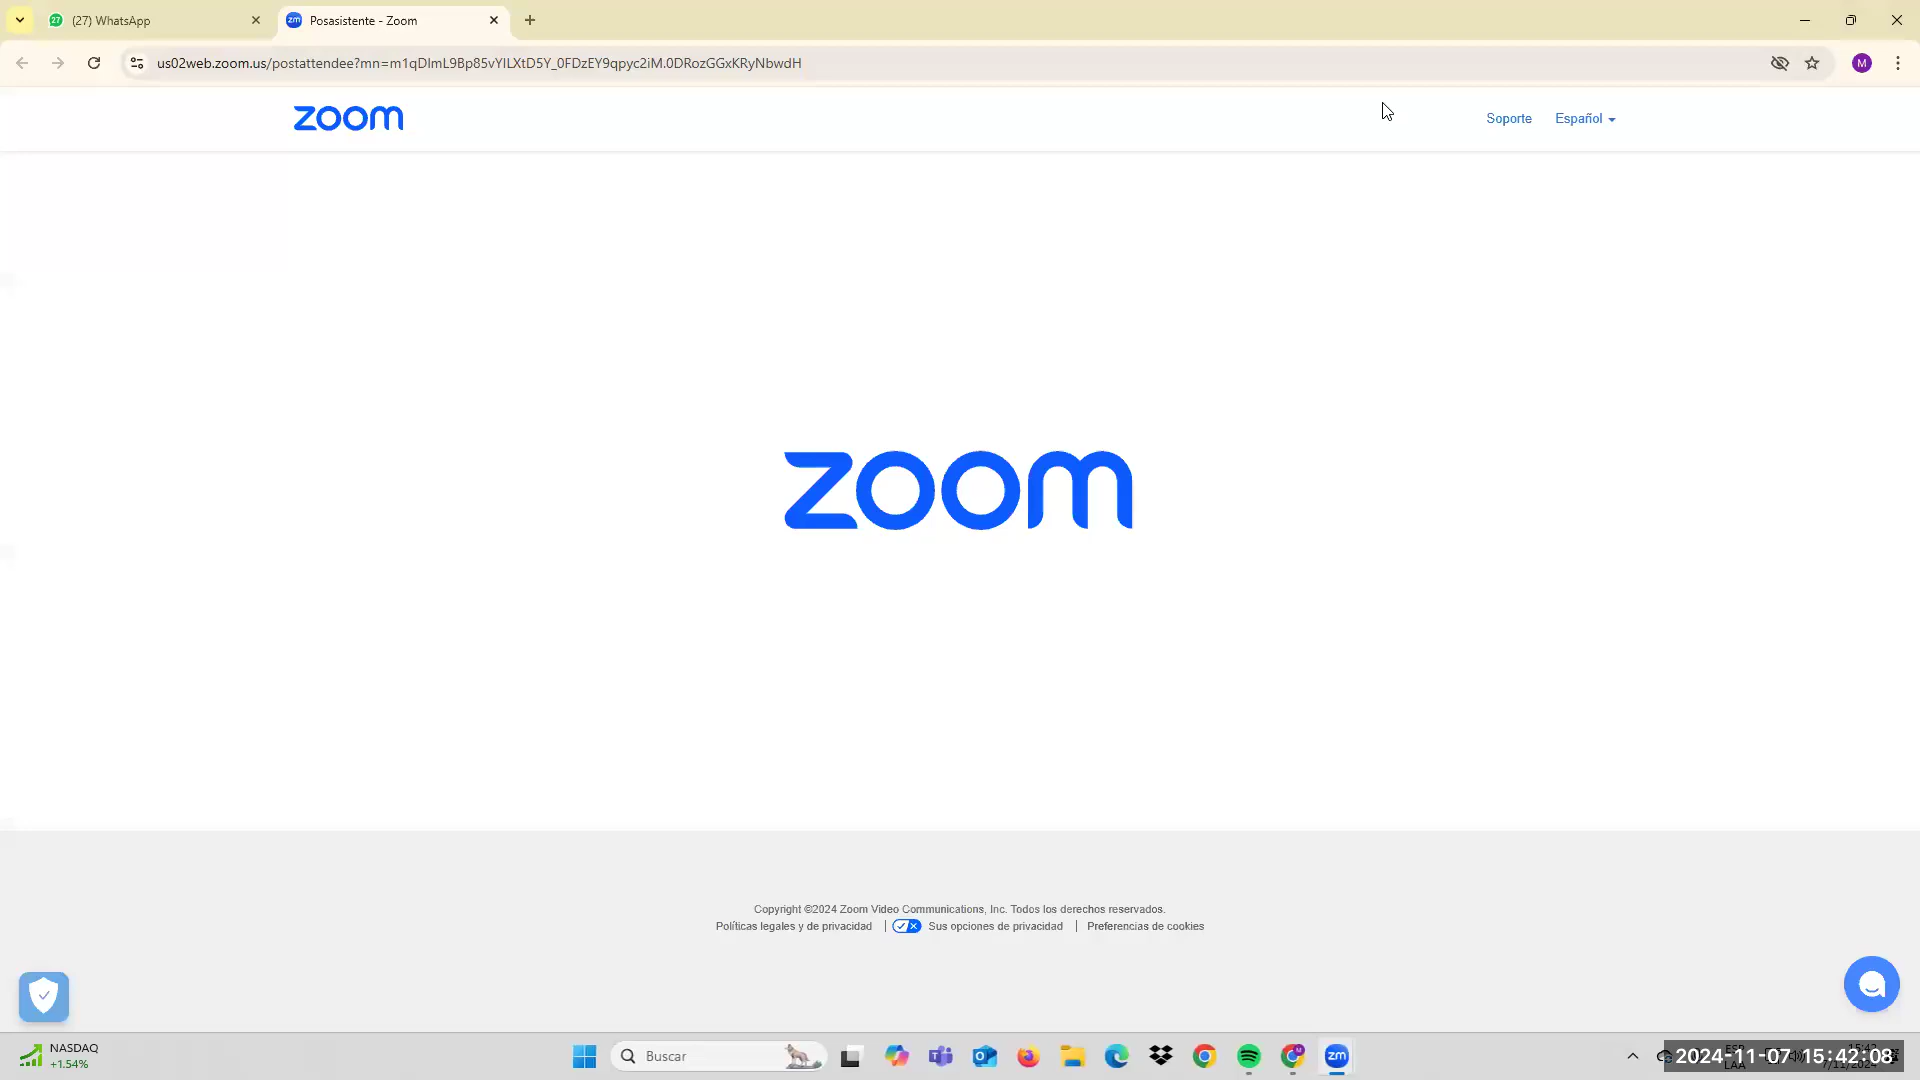 (27) WhatsApp
Posasistente - Zoom
us02web.zoom.us/postattendee?mn=m1qDlmL9Bp85vYILXtD5Y_0FDzEY9qpyc2iM.0DRozGGxKRyNbwdH
M
zoom
Soporte
Español
zoom
Copyright ©2024 Zoom Video Communications, Inc. Todos los derechos reservados.
Políticas legales y de privacidad | Sus opciones de privacidad | Preferencias de cookies
NASDAQ
+1.54%
Buscar
zm
2024-11-07 15:42:08